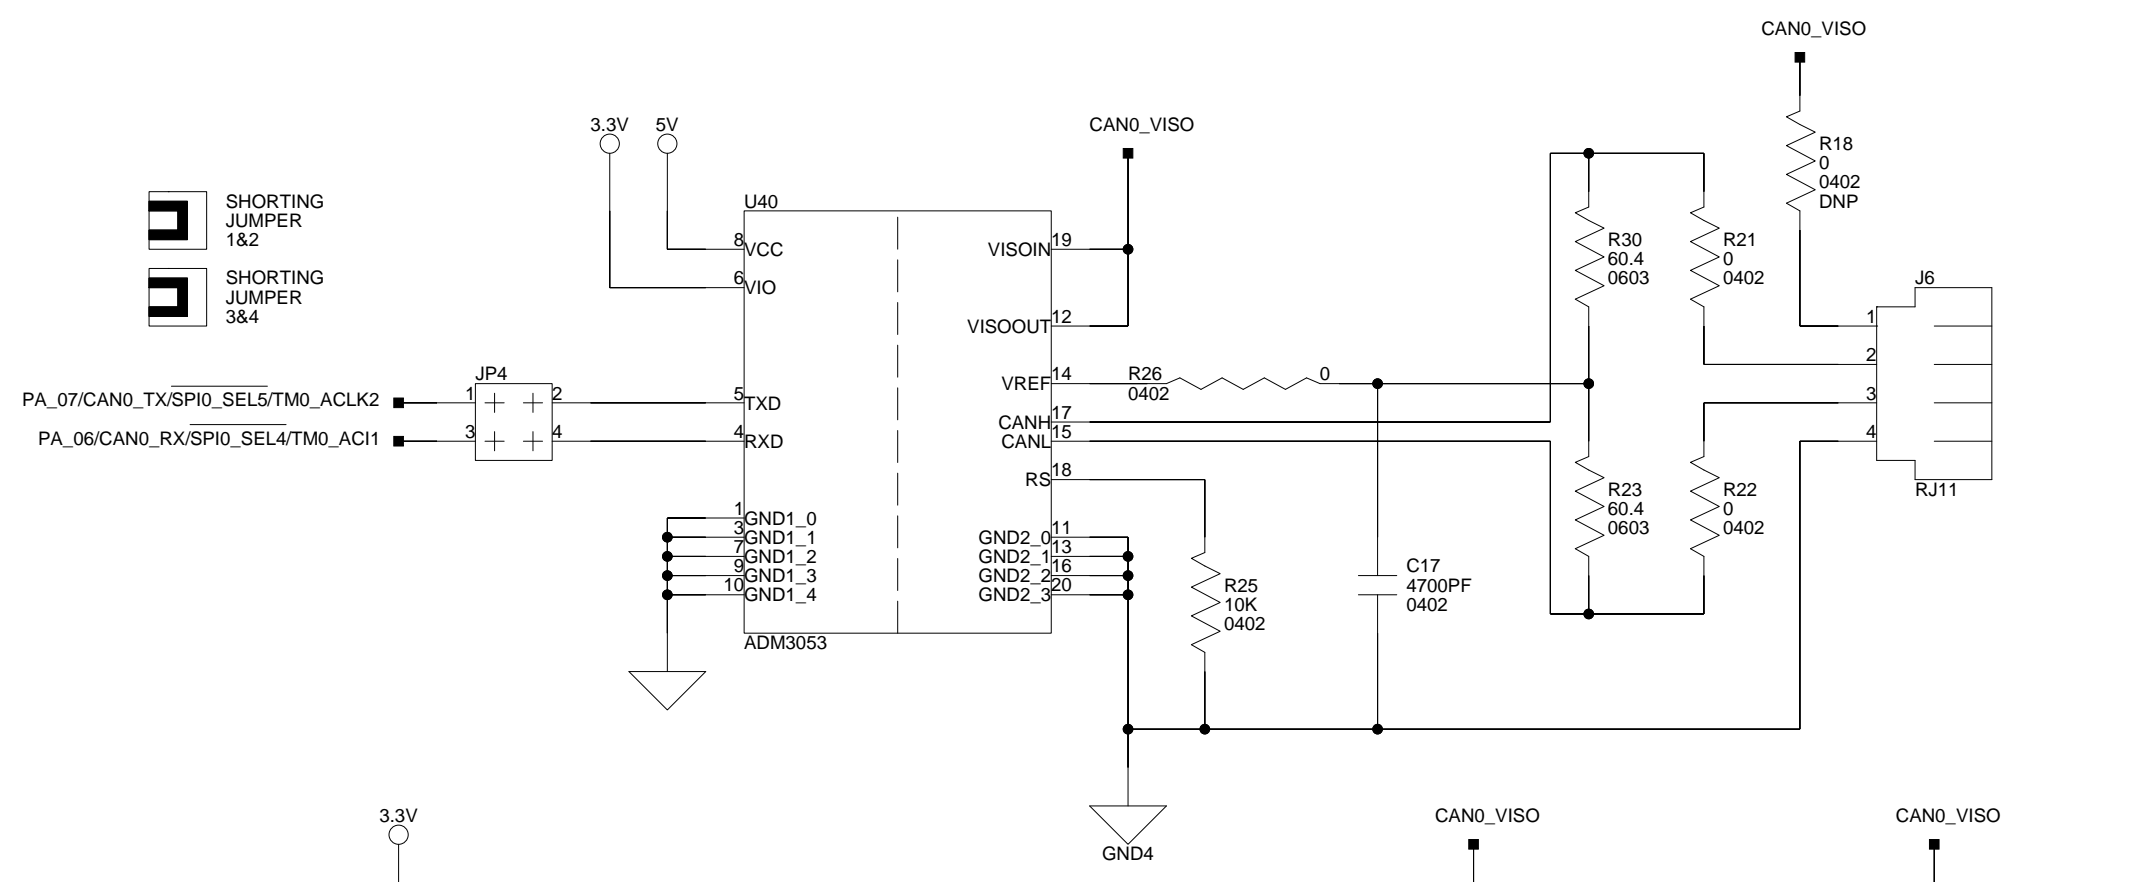 CAN0_VISO
3.3V
5V
CAN0_VISO
R18
0
0402
DNP
SHORTING
JUMPER
1&2
SHORTING
JUMPER
3&4
U40
8
VCC
6
VIO
5
TXD
4
RXD
1
GND1_0
3
GND1_1
7
GND1_2
9
GND1_3
10
GND1_4
VISOIN
19
VISOOUT
12
VREF
14
CANH
17
CANL
15
RS
18
GND2_0
11
GND2_1
13
GND2_2
16
GND2_3
20
ADM3053
JP4
1
2
3
4
PA_07/CAN0_TX/SPI0_SEL5/TM0_ACLK2
PA_06/CAN0_RX/SPI0_SEL4/TM0_ACI1
R26
0
0402
R30
60.4
0603
R21
0
0402
R23
60.4
0603
R22
0
0402
R25
10K
0402
C17
4700PF
0402
J6
1
2
3
4
RJ11
GND4
3.3V
CAN0_VISO
CAN0_VISO